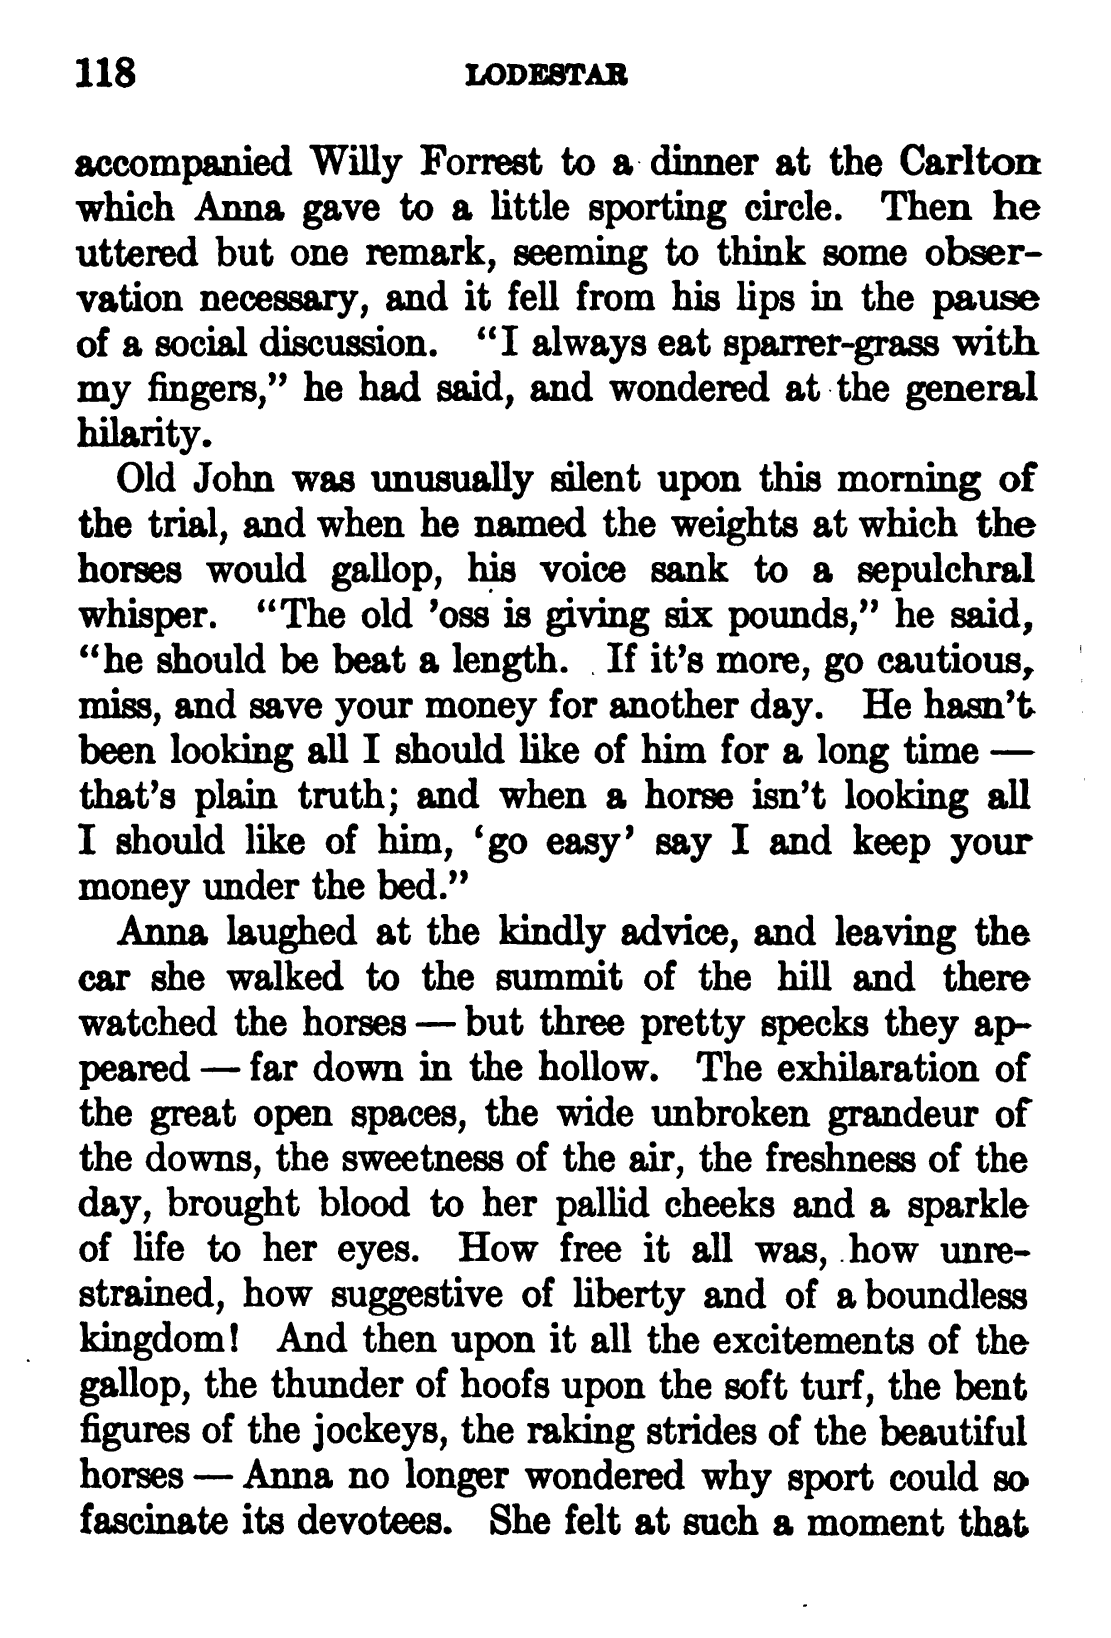 118 LODESTAR
accompanied Willy Forrest to a dinner at the Carlton
which Anna gave to a little sporting circle. Then he
uttered but one remark, seeming to think some obser-
vation necessary, and it fell from his lips in the pause
of a social discussion. "I always eat sparrer-grass with
my fingers," he had said, and wondered at the general
hilarity.
Old John was unusually silent upon this morning of
the trial, and when he named the weights at which the
horses would gallop, his voice sank to a sepulchral
whisper. "The old 'oss is giving six pounds," he said,
"he should be beat a length. If it's more, go cautious,
miss, and save your money for another day. He hasn't
been looking all I should like of him for a long time —
that's plain truth; and when a horse isn't looking all
I should like of him, 'go easy' say I and keep your
money under the bed."
Anna laughed at the kindly advice, and leaving the
car she walked to the summit of the hill and there
watched the horses — but three pretty specks they ap-
peared — far down in the hollow. The exhilaration of
the great open spaces, the wide unbroken grandeur of
the downs, the sweetness of the air, the freshness of the
day, brought blood to her pallid cheeks and a sparkle
of life to her eyes. How free it all was, how unre-
strained, how suggestive of liberty and of a boundless
kingdom! And then upon it all the excitements of the
gallop, the thunder of hoofs upon the soft turf, the bent
figures of the jockeys, the raking strides of the beautiful
horses — Anna no longer wondered why sport could so
fascinate its devotees. She felt at such a moment that